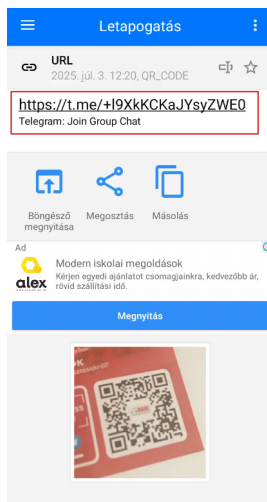 Letapogatás
URL
2025. júl. 3. 12:20, QR_CODE
https://t.me/+I9XkKCKaJYsyZWE0
Telegram: Join Group Chat
Böngésző
megnyitása
Megosztás
Másolás
Ad
Modern iskolai megoldások
Kérjen egyedi ajánlatot csomagjainkra, kedvezőbb ár,
rövid szállítási idő.
alex
Megnyitás